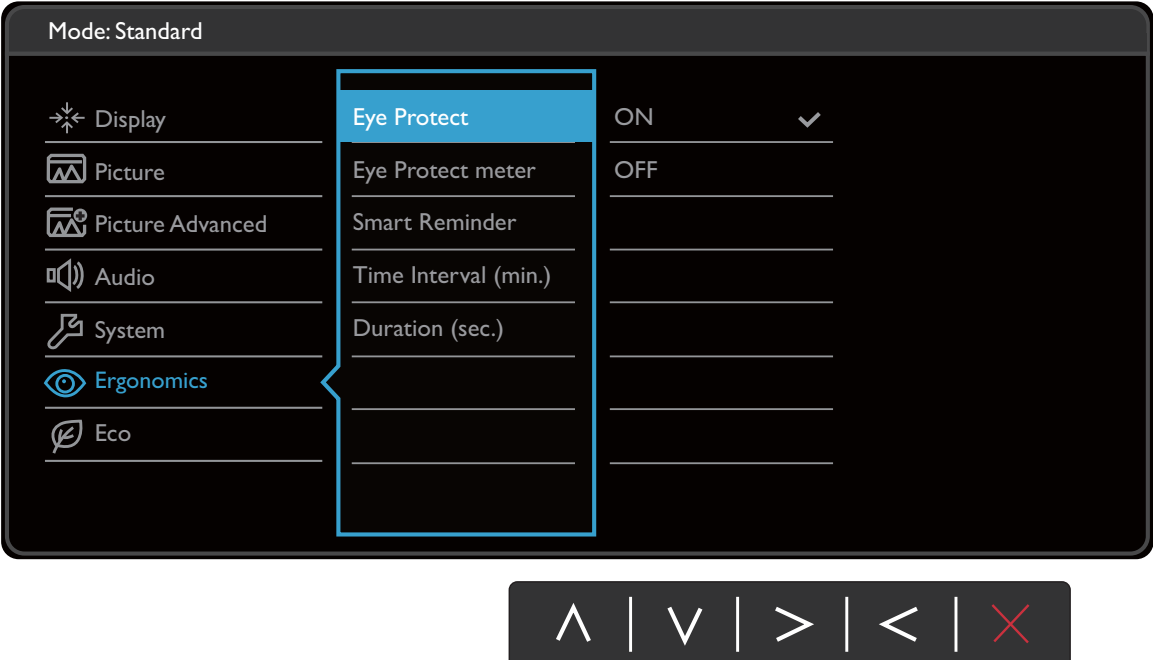 Mode: Standard
Display
Picture
Picture Advanced
Audio
System
Ergonomics
Eco
Eye Protect
Eye Protect meter
Smart Reminder
Time Interval (min.)
Duration (sec.)
ON
OFF